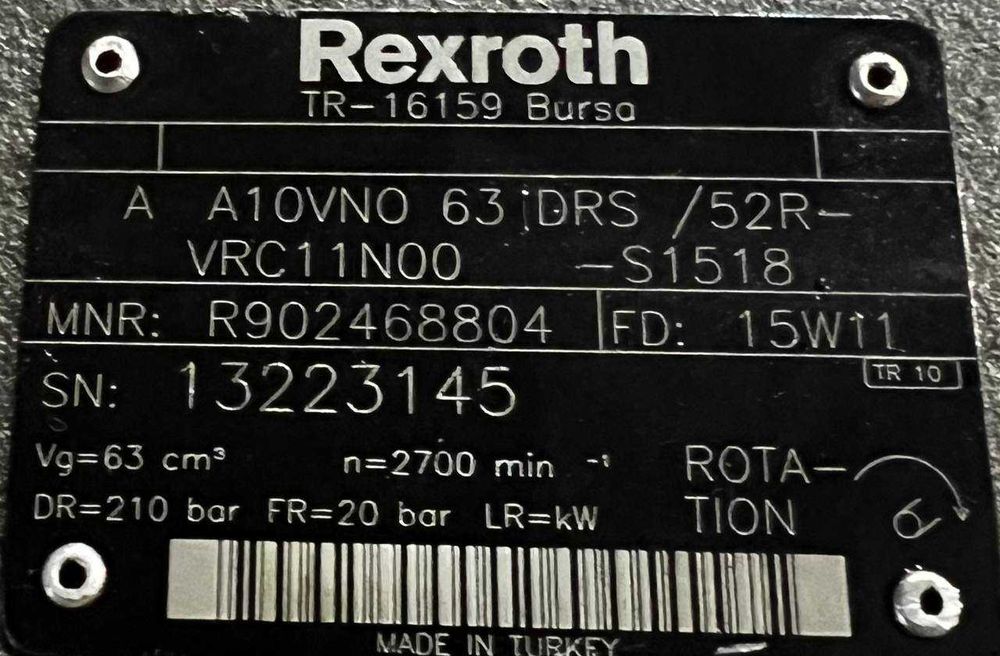 Rexroth
TR-16159 Bursa
A A10VNO 63 DRS /52R-
VRC11N00 -S1518
MNR: R902468804 FD: 15W11
TR 10
SN: 13223145
Vg=63 cm³ n=2700 min -1 ROTA-
DR=210 bar FR=20 bar LR=kW TION
MADE IN TURKEY